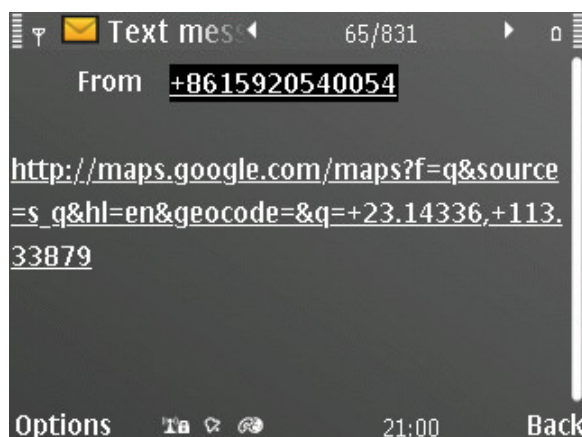 Text mess 65/831
From +8615920540054
http://maps.google.com/maps?f=q&source
=s_q&hl=en&geocode=&q=+23.14336,+113.
33879
Options 21:00 Back